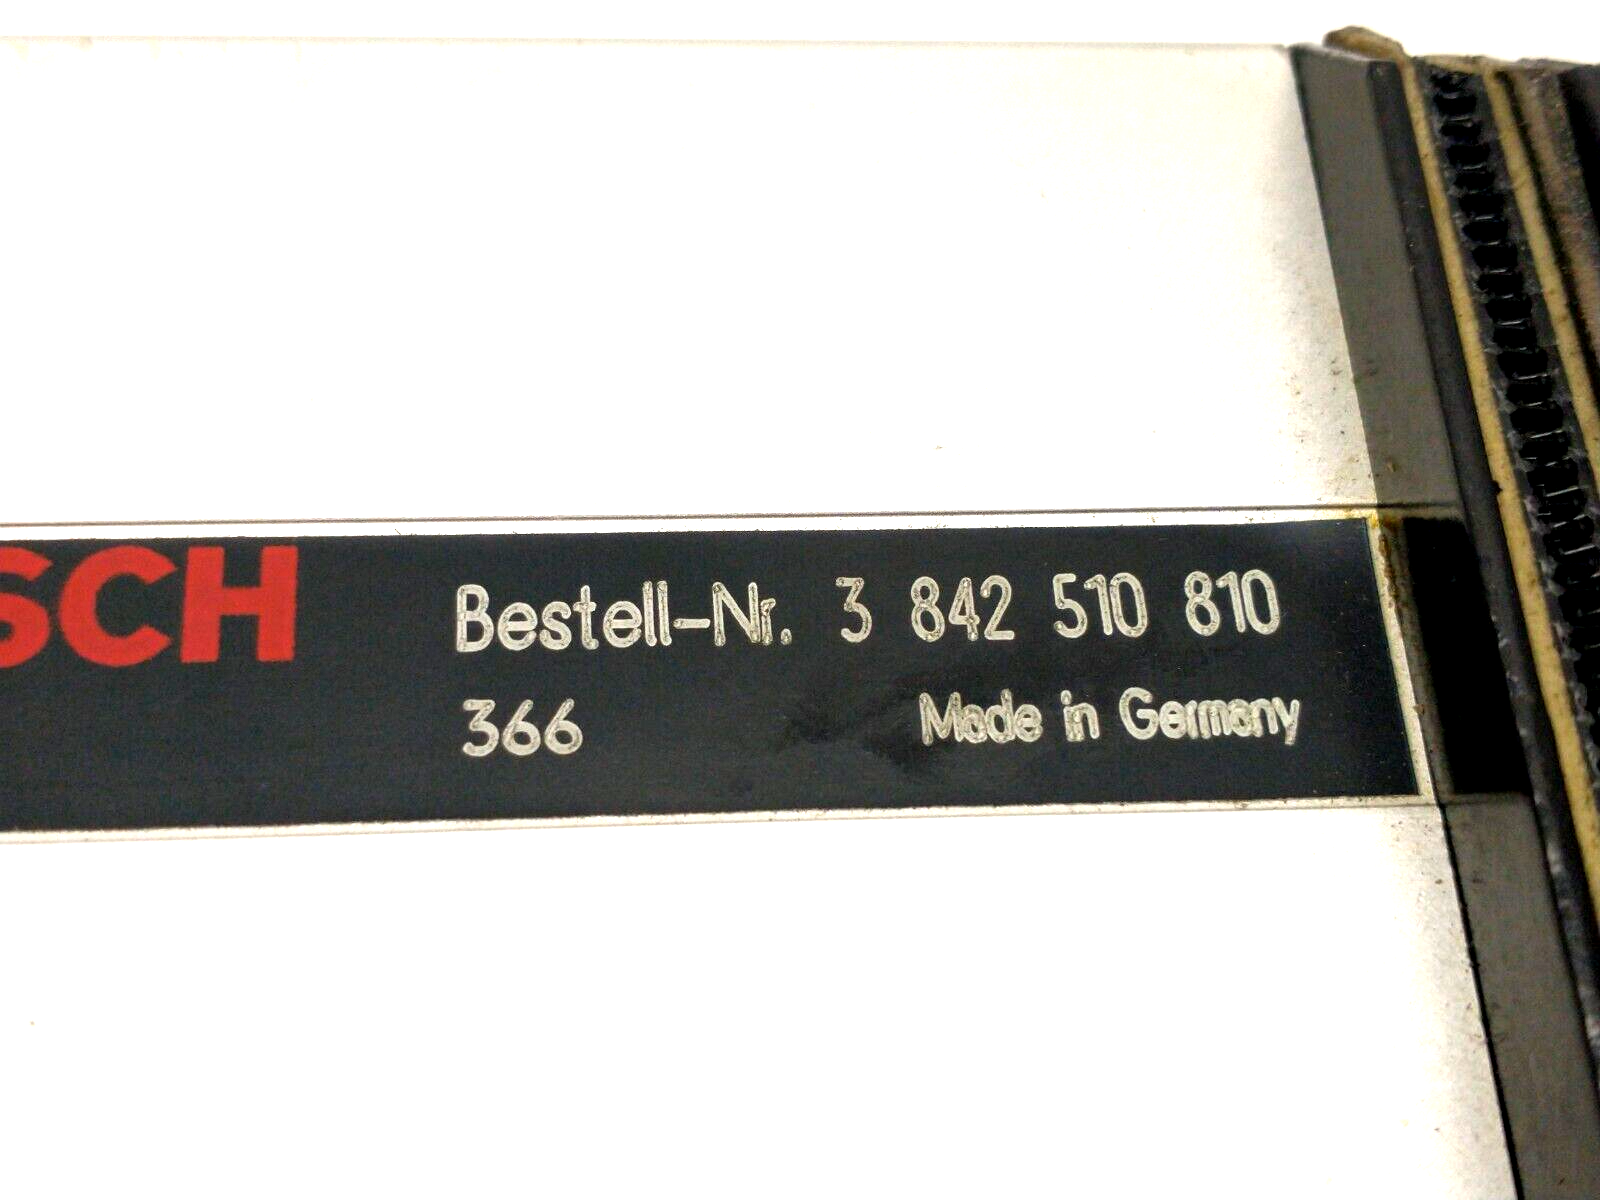 SCH
Bestell-Nr. 3 842 510 810
366 Made in Germany